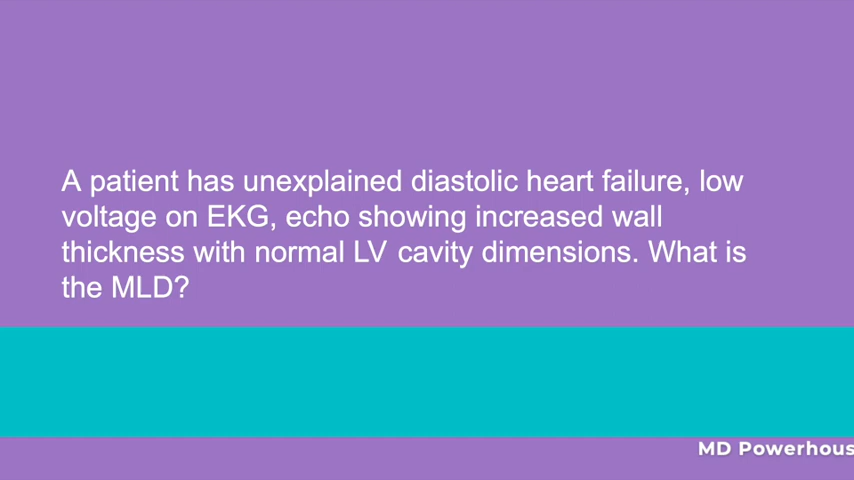 A patient has unexplained diastolic heart failure, low
voltage on EKG, echo showing increased wall
thickness with normal LV cavity dimensions. What is
the MLD?
MD Powerhous